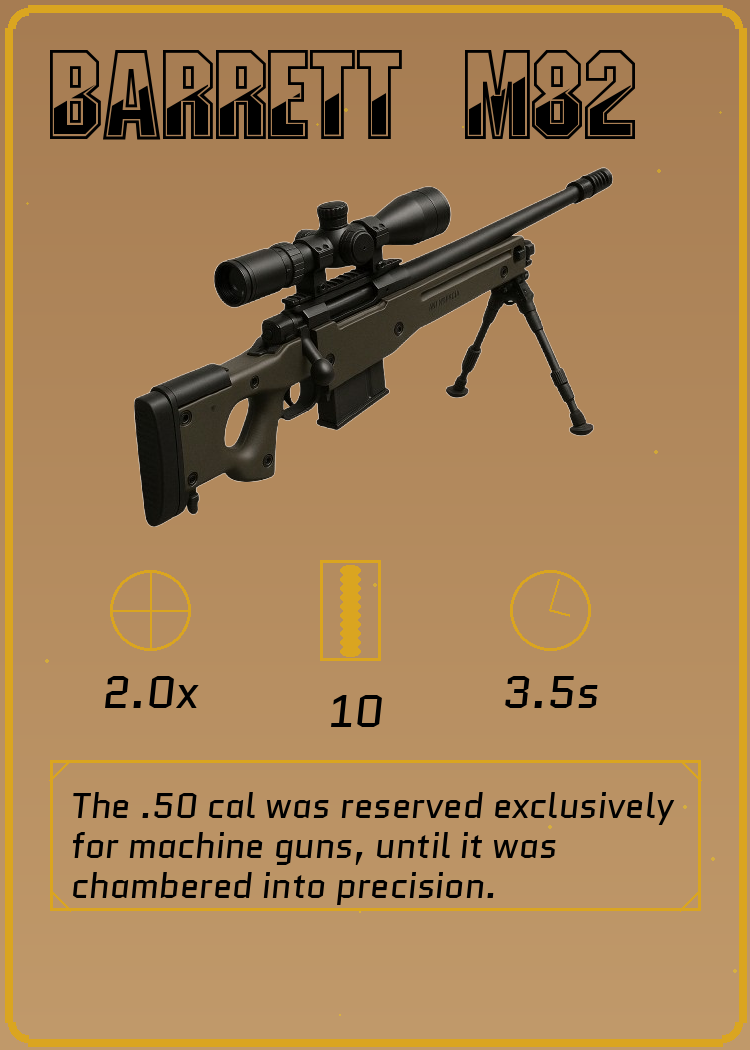 BARRETT M82
2.0x
10
3.5s
The .50 cal was reserved exclusively
for machine guns, until it was
chambered into precision.